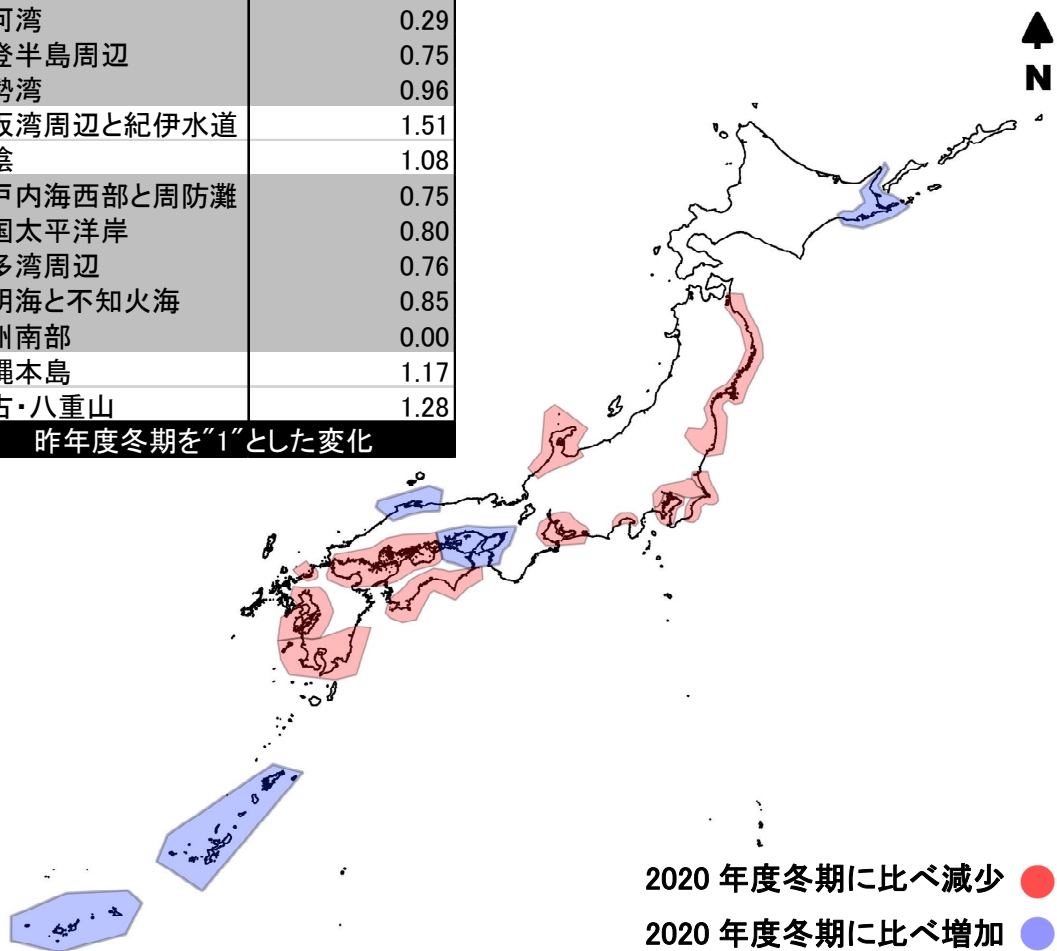 河湾 0.29
登半島周辺 0.75
勢湾 0.96
阪湾周辺と紀伊水道 1.51
陰 1.08
戸内海西部と周防灘 0.75
国太平洋岸 0.80
多湾周辺 0.76
明海と不知火海 0.85
州南部 0.00
縄本島 1.17
古・八重山 1.28
昨年度冬期を"1"とした変化
N
2020 年度冬期に比べ減少
2020 年度冬期に比べ増加